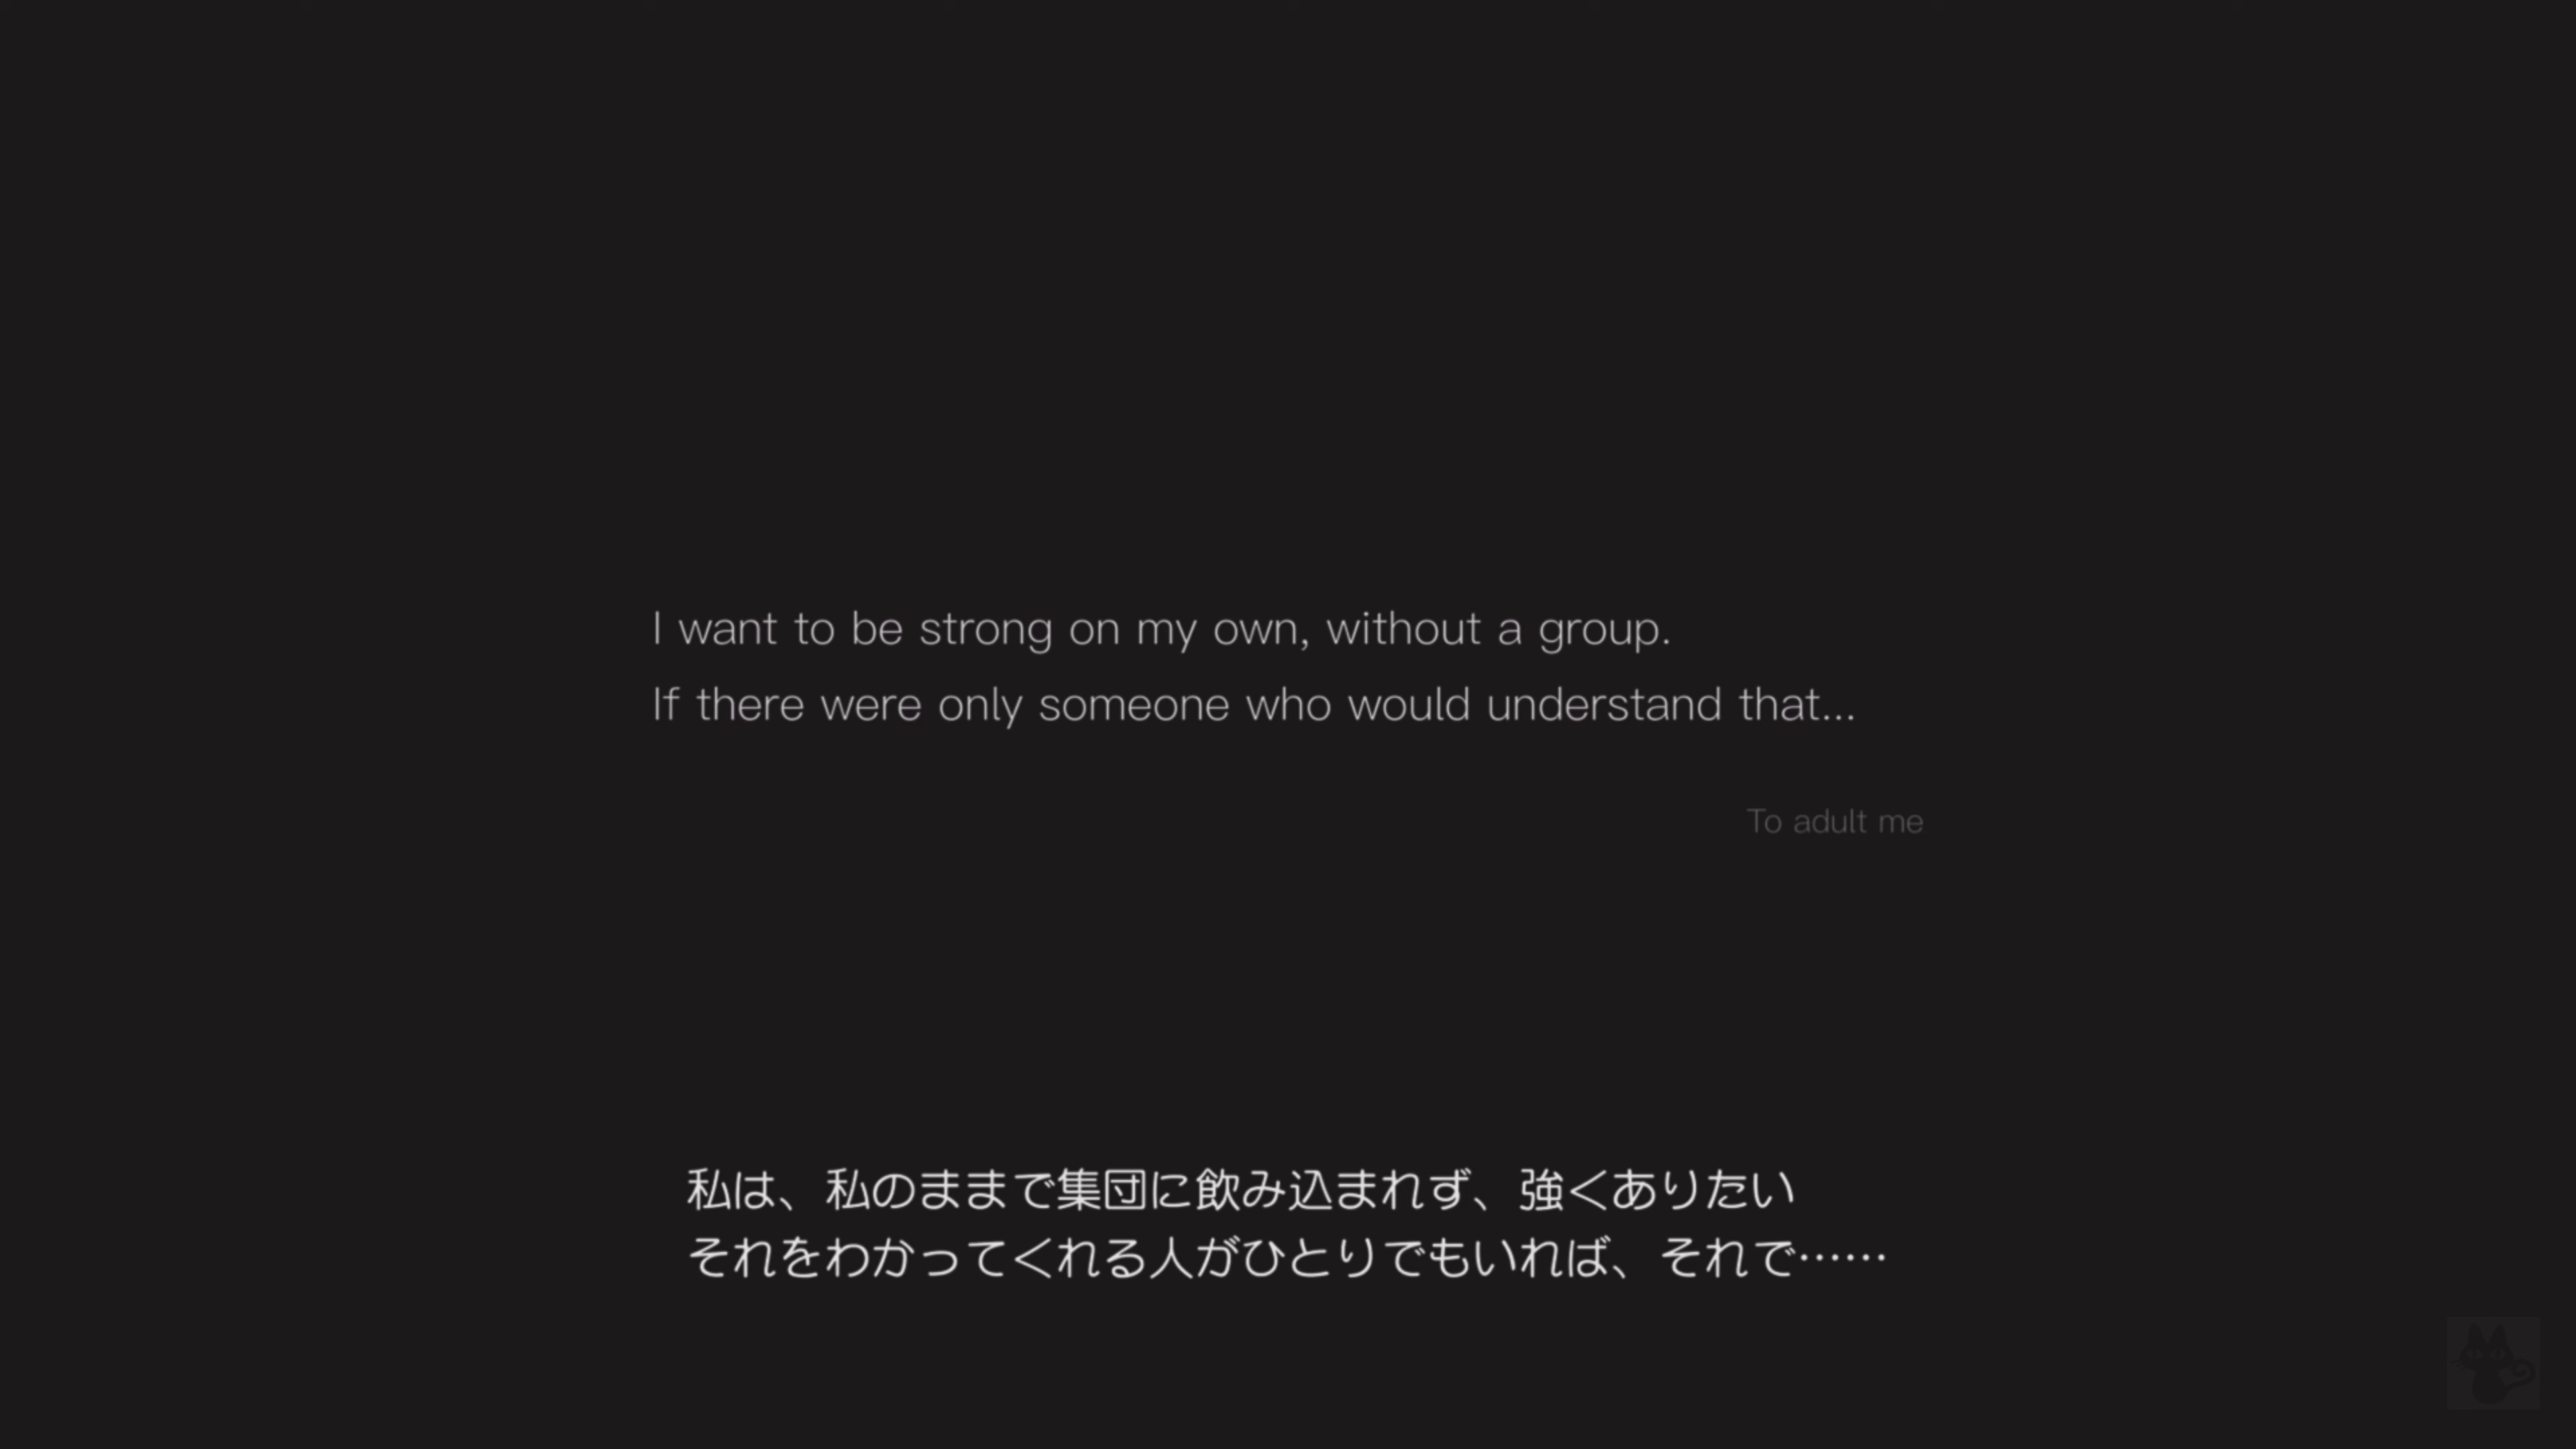 I want to be strong on my own, without a group.
If there were only someone who would understand that...
To adult me
私は、私のままで集団に飲み込まれず、強くありたい
それをわかってくれる人がひとりでもいれば、それで……